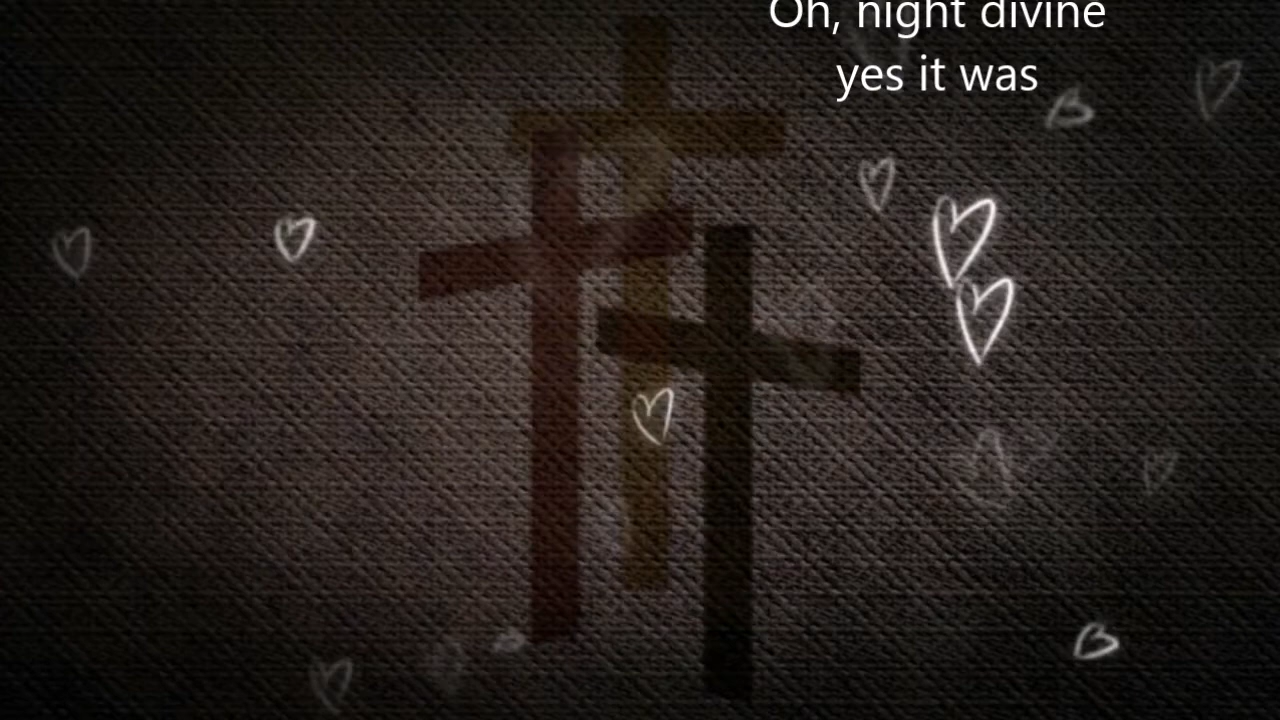 Oh, night divine
yes it was